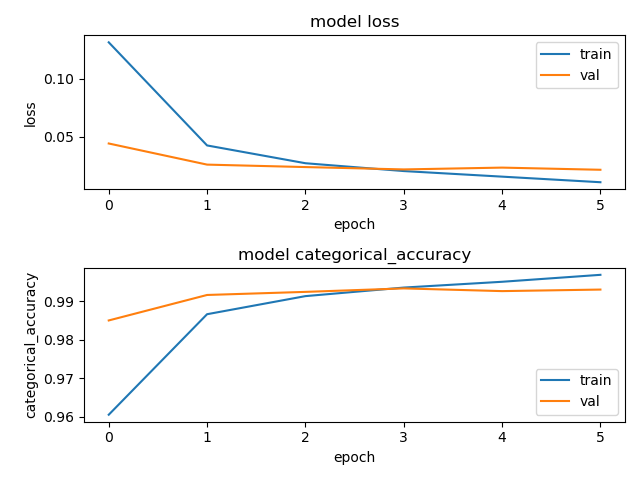 model loss
train
val
0.10
0.05
loss
0 1 2 3 4 5
epoch
model categorical_accuracy
0.99
0.98
0.97
0.96
categorical_accuracy
train
val
0 1 2 3 4 5
epoch